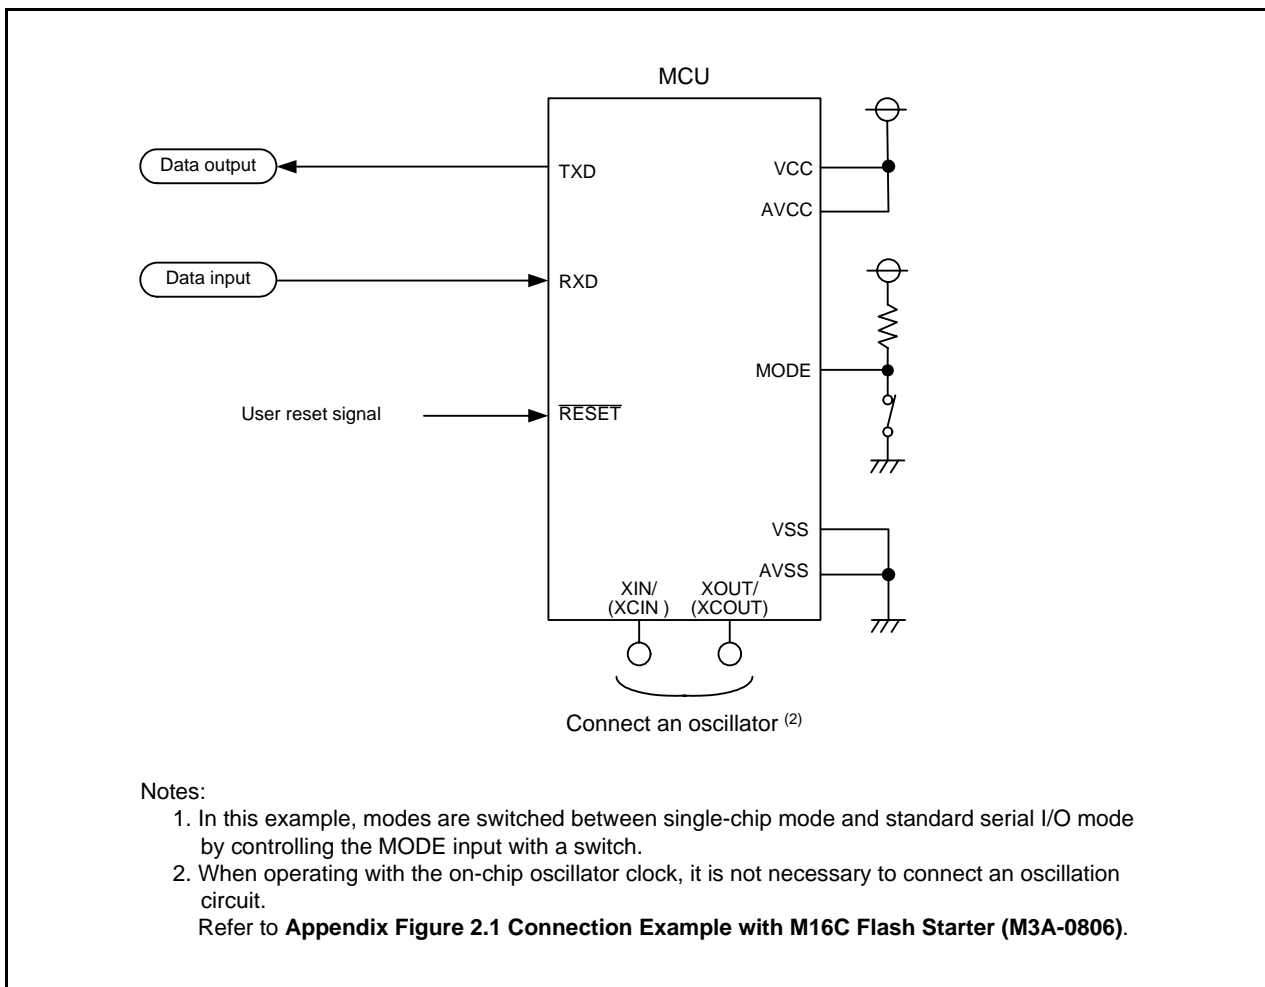 MCU
Data output
TXD
VCC
AVCC
Data input
RXD
MODE
User reset signal
RESET
VSS
AVSS
XIN/
(XCIN )
XOUT/
(XCOUT)
Connect an oscillator (2)
Notes:
1. In this example, modes are switched between single-chip mode and standard serial I/O mode
by controlling the MODE input with a switch.
2. When operating with the on-chip oscillator clock, it is not necessary to connect an oscillation
circuit.
Refer to Appendix Figure 2.1 Connection Example with M16C Flash Starter (M3A-0806).